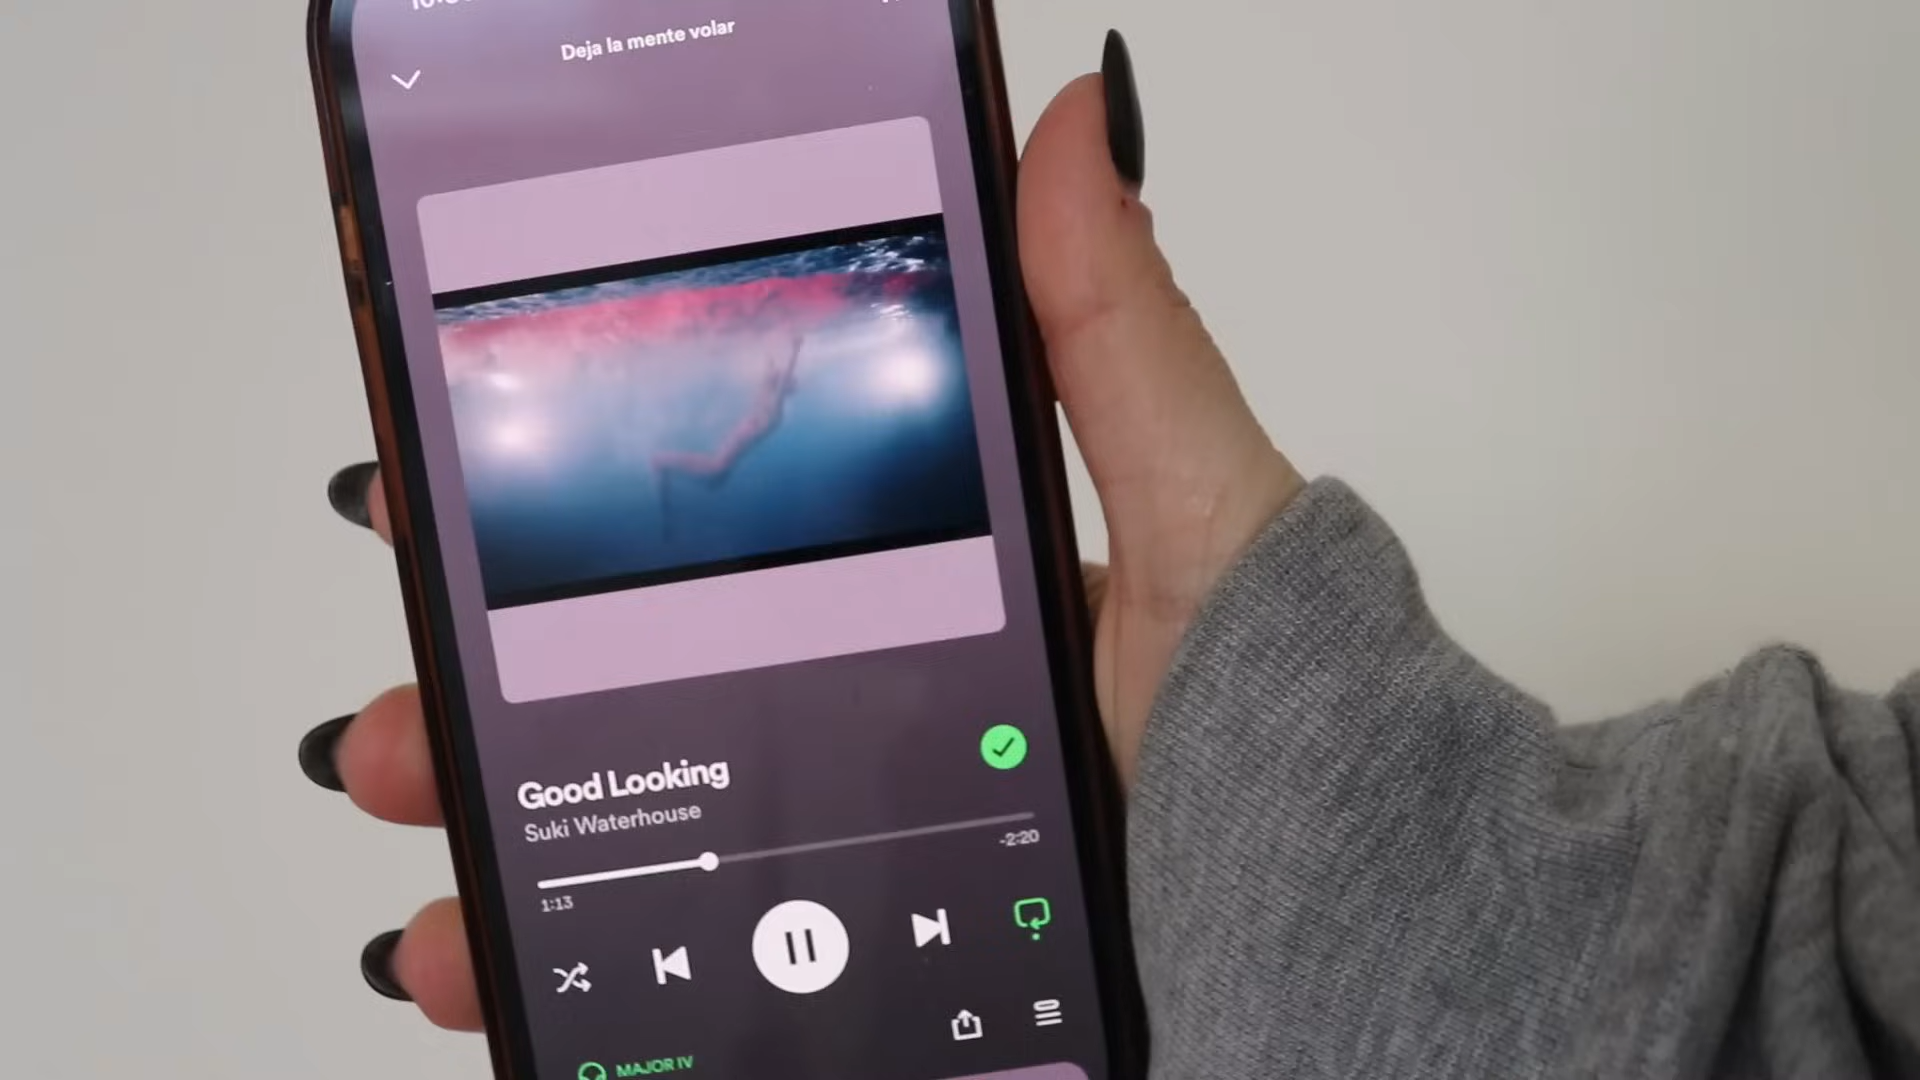 Deja la mente volar
Good Looking
Suki Waterhouse
1:13
-2:20
MAJOR IV